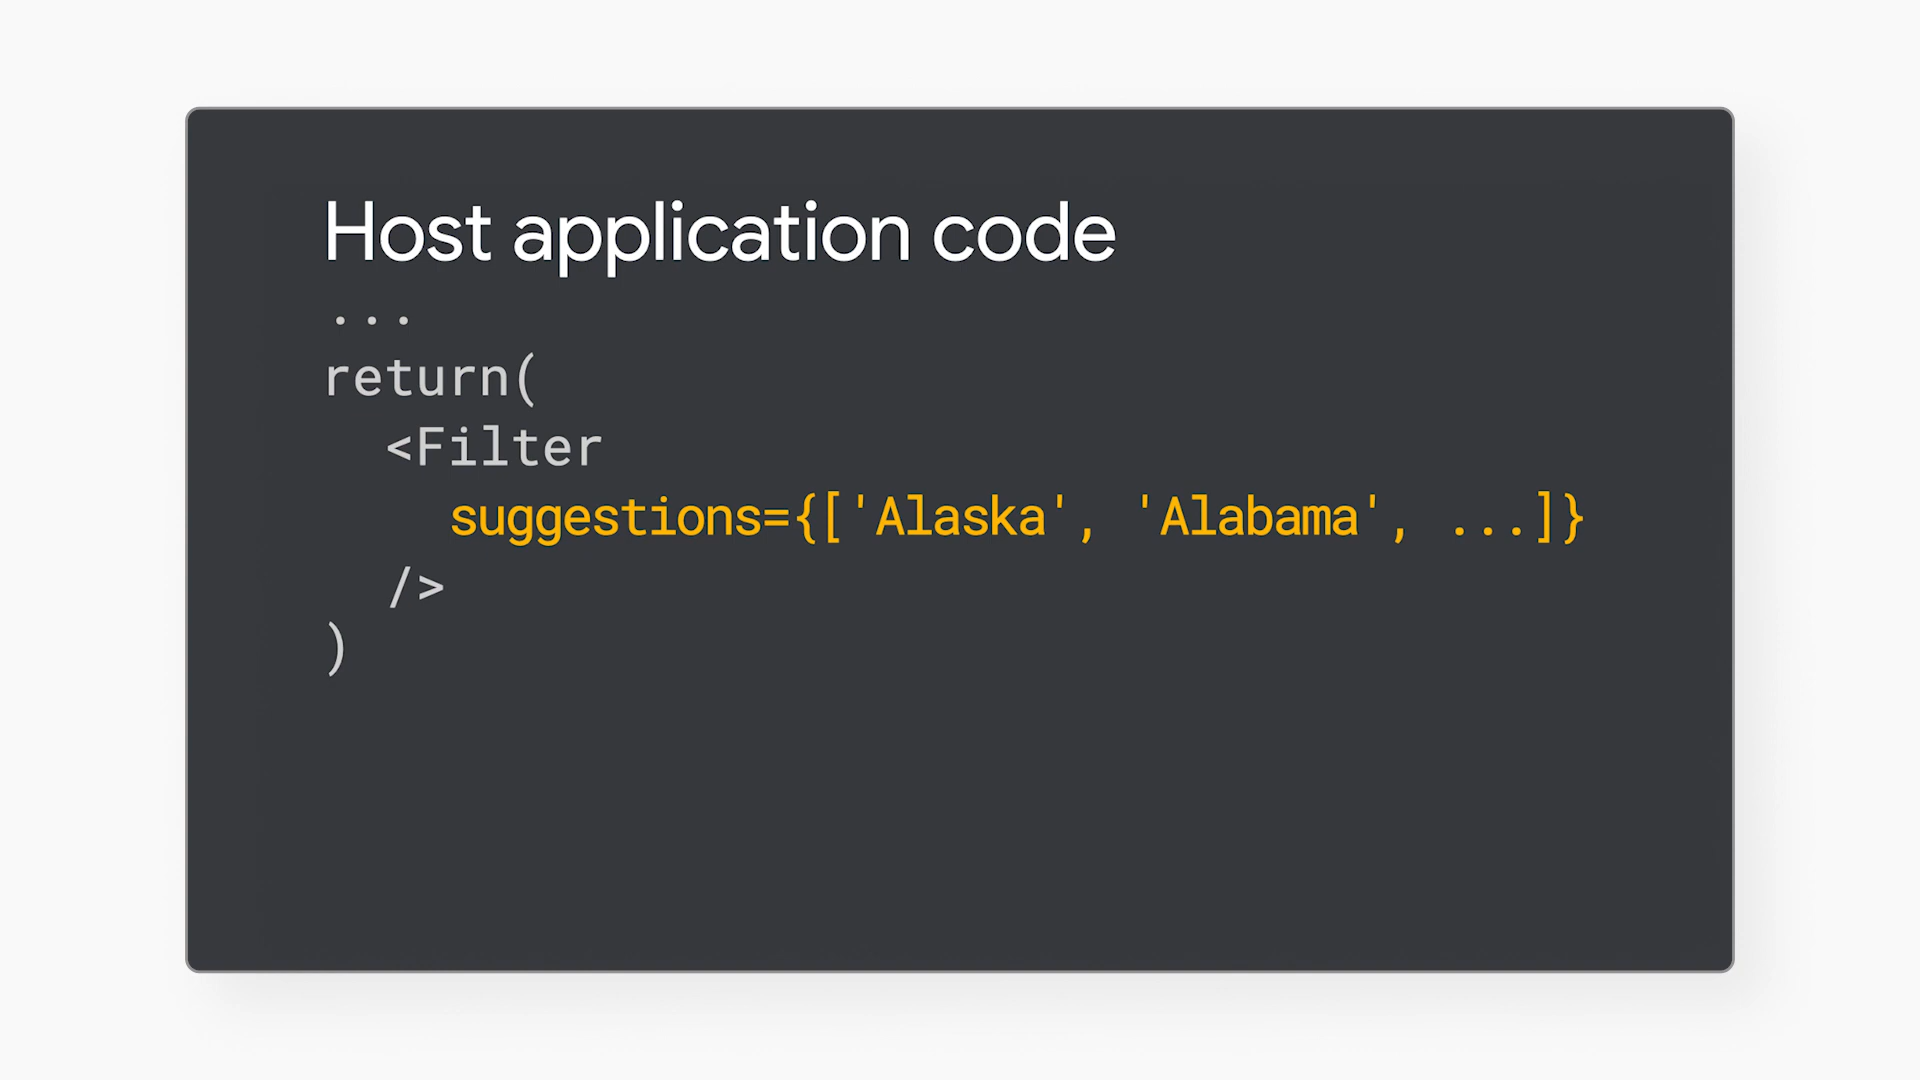 Host application code
...
return(
<Filter
suggestions={['Alaska', 'Alabama', ...]}
/>
)